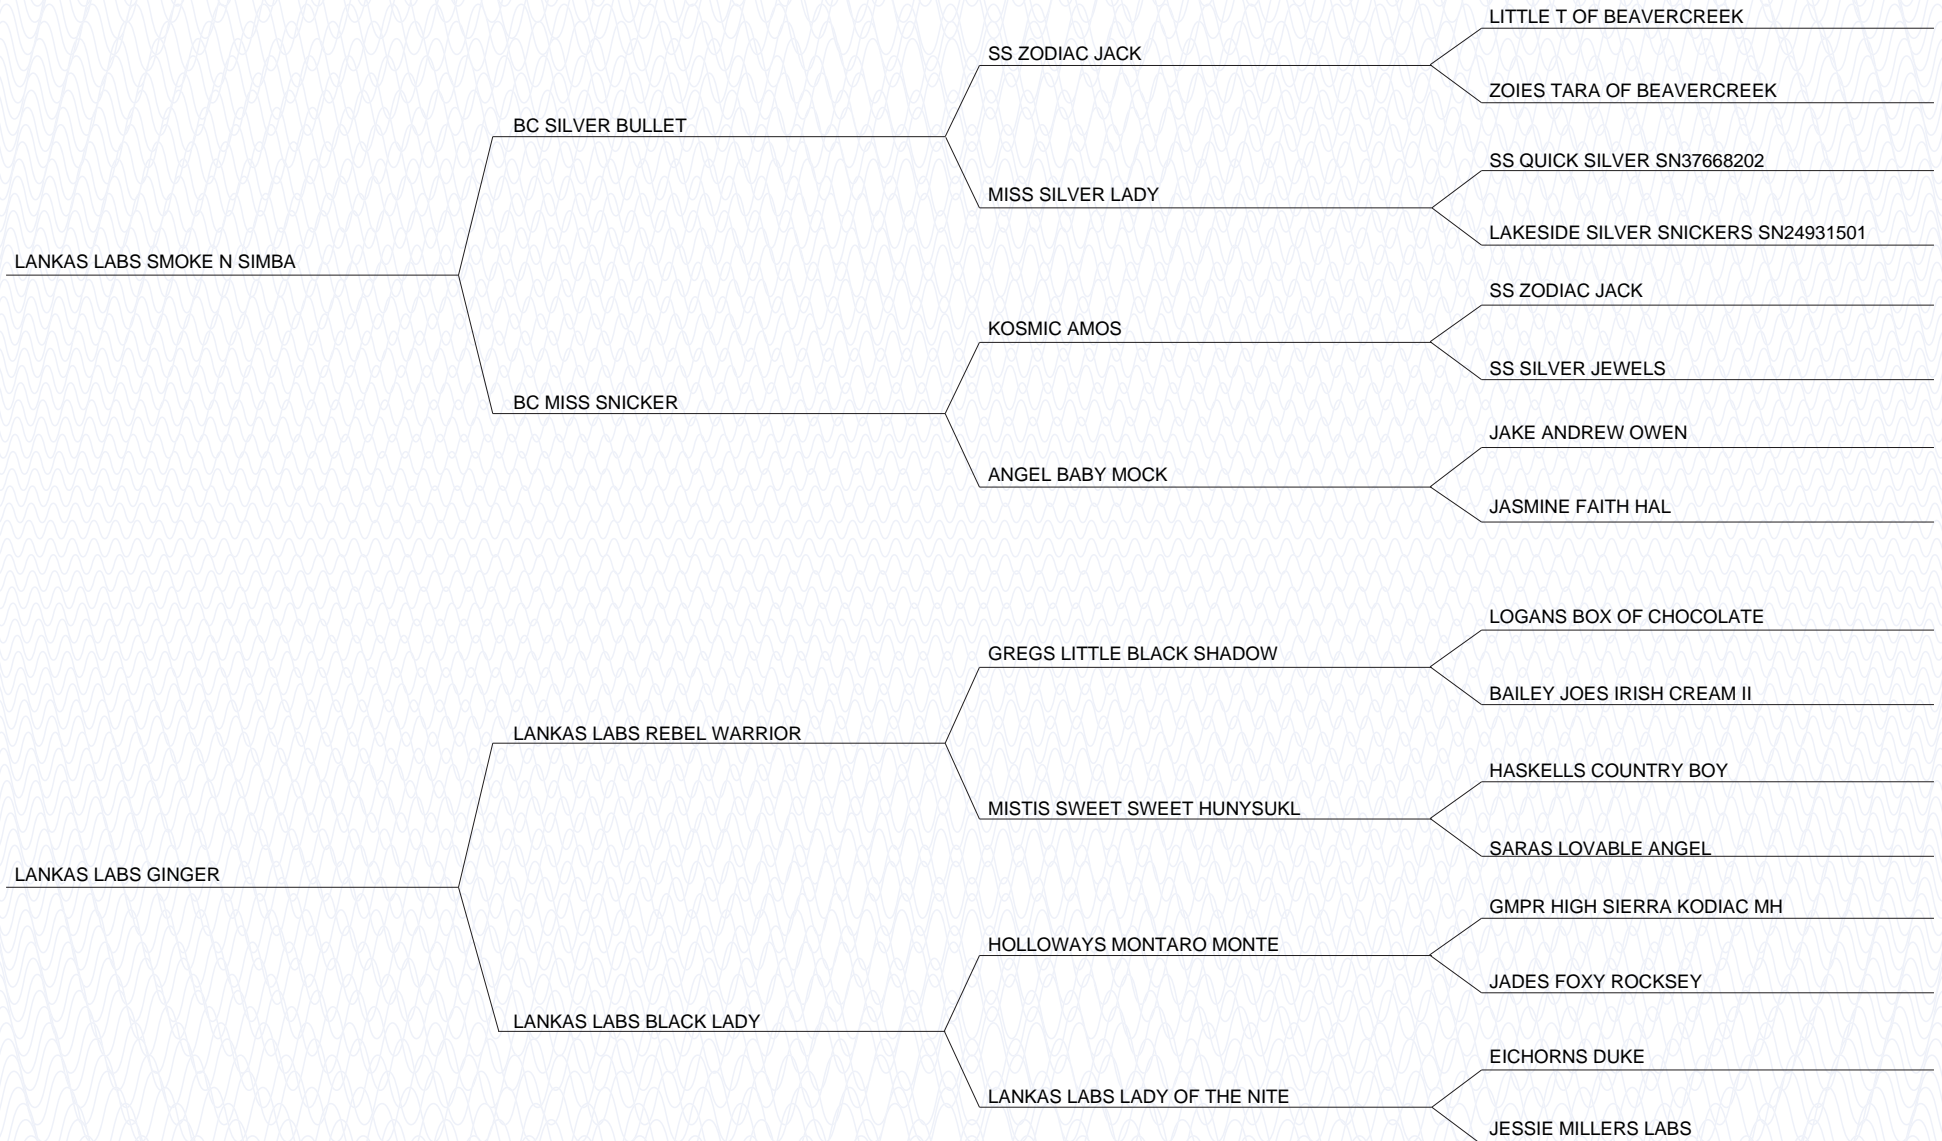 LITTLE T OF BEAVERCREEK
SS ZODIAC JACK
ZOIES TARA OF BEAVERCREEK
BC SILVER BULLET
SS QUICK SILVER SN37668202
MISS SILVER LADY
LAKESIDE SILVER SNICKERS SN24931501
LANKAS LABS SMOKE N SIMBA
SS ZODIAC JACK
KOSMIC AMOS
SS SILVER JEWELS
BC MISS SNICKER
JAKE ANDREW OWEN
ANGEL BABY MOCK
JASMINE FAITH HAL
LOGANS BOX OF CHOCOLATE
GREGS LITTLE BLACK SHADOW
BAILEY JOES IRISH CREAM II
LANKAS LABS REBEL WARRIOR
HASKELLS COUNTRY BOY
MISTIS SWEET SWEET HUNYSUKL
SARAS LOVABLE ANGEL
LANKAS LABS GINGER
GMPR HIGH SIERRA KODIAC MH
HOLLOWAYS MONTARO MONTE
JADES FOXY ROCKSEY
LANKAS LABS BLACK LADY
EICHORNS DUKE
LANKAS LABS LADY OF THE NITE
JESSIE MILLERS LABS